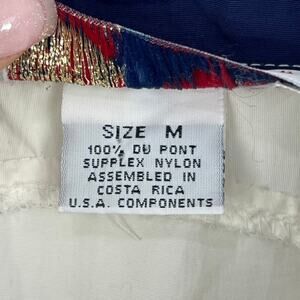 SIZE M
100% DU PONT
SUPPLEX NYLON
ASSEMBLED IN
COSTA RICA
U.S.A. COMPONENTS